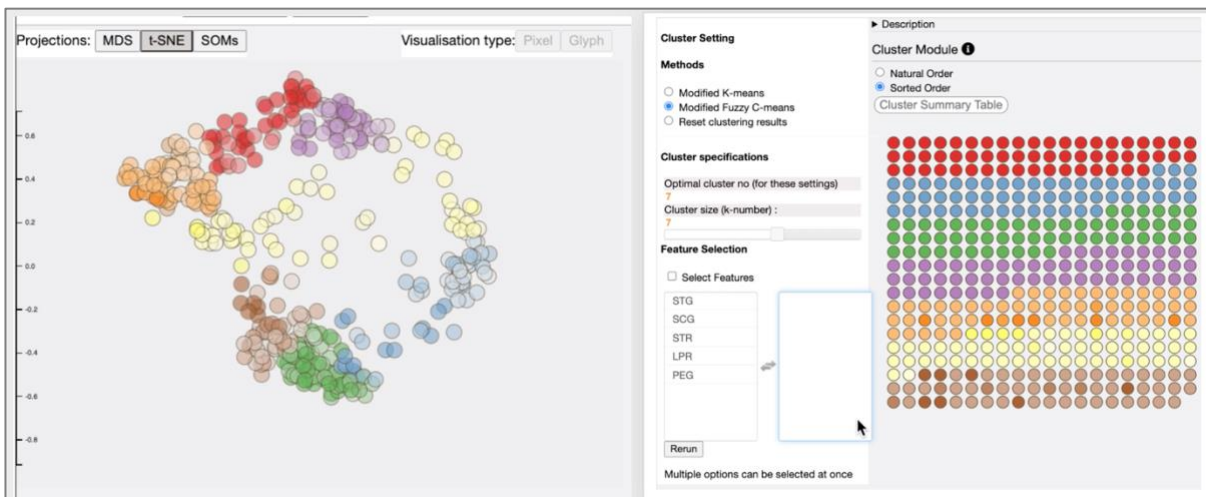 Projections: MDS t-SNE SOMs
Visualisation type: Pixel Glyph
0.6
0.4
0.2
0.0
-0.2
-0.4
-0.6
-0.8
Cluster Setting
Methods
Modified K-means
Modified Fuzzy C-means
Reset clustering results
Cluster specifications
Optimal cluster no (for these settings)
7
Cluster size (k-number) :
7
Feature Selection
Select Features
STG
SCG
STR
LPR
PEG
Rerun
Multiple options can be selected at once
Description
Cluster Module
Natural Order
Sorted Order
Cluster Summary Table